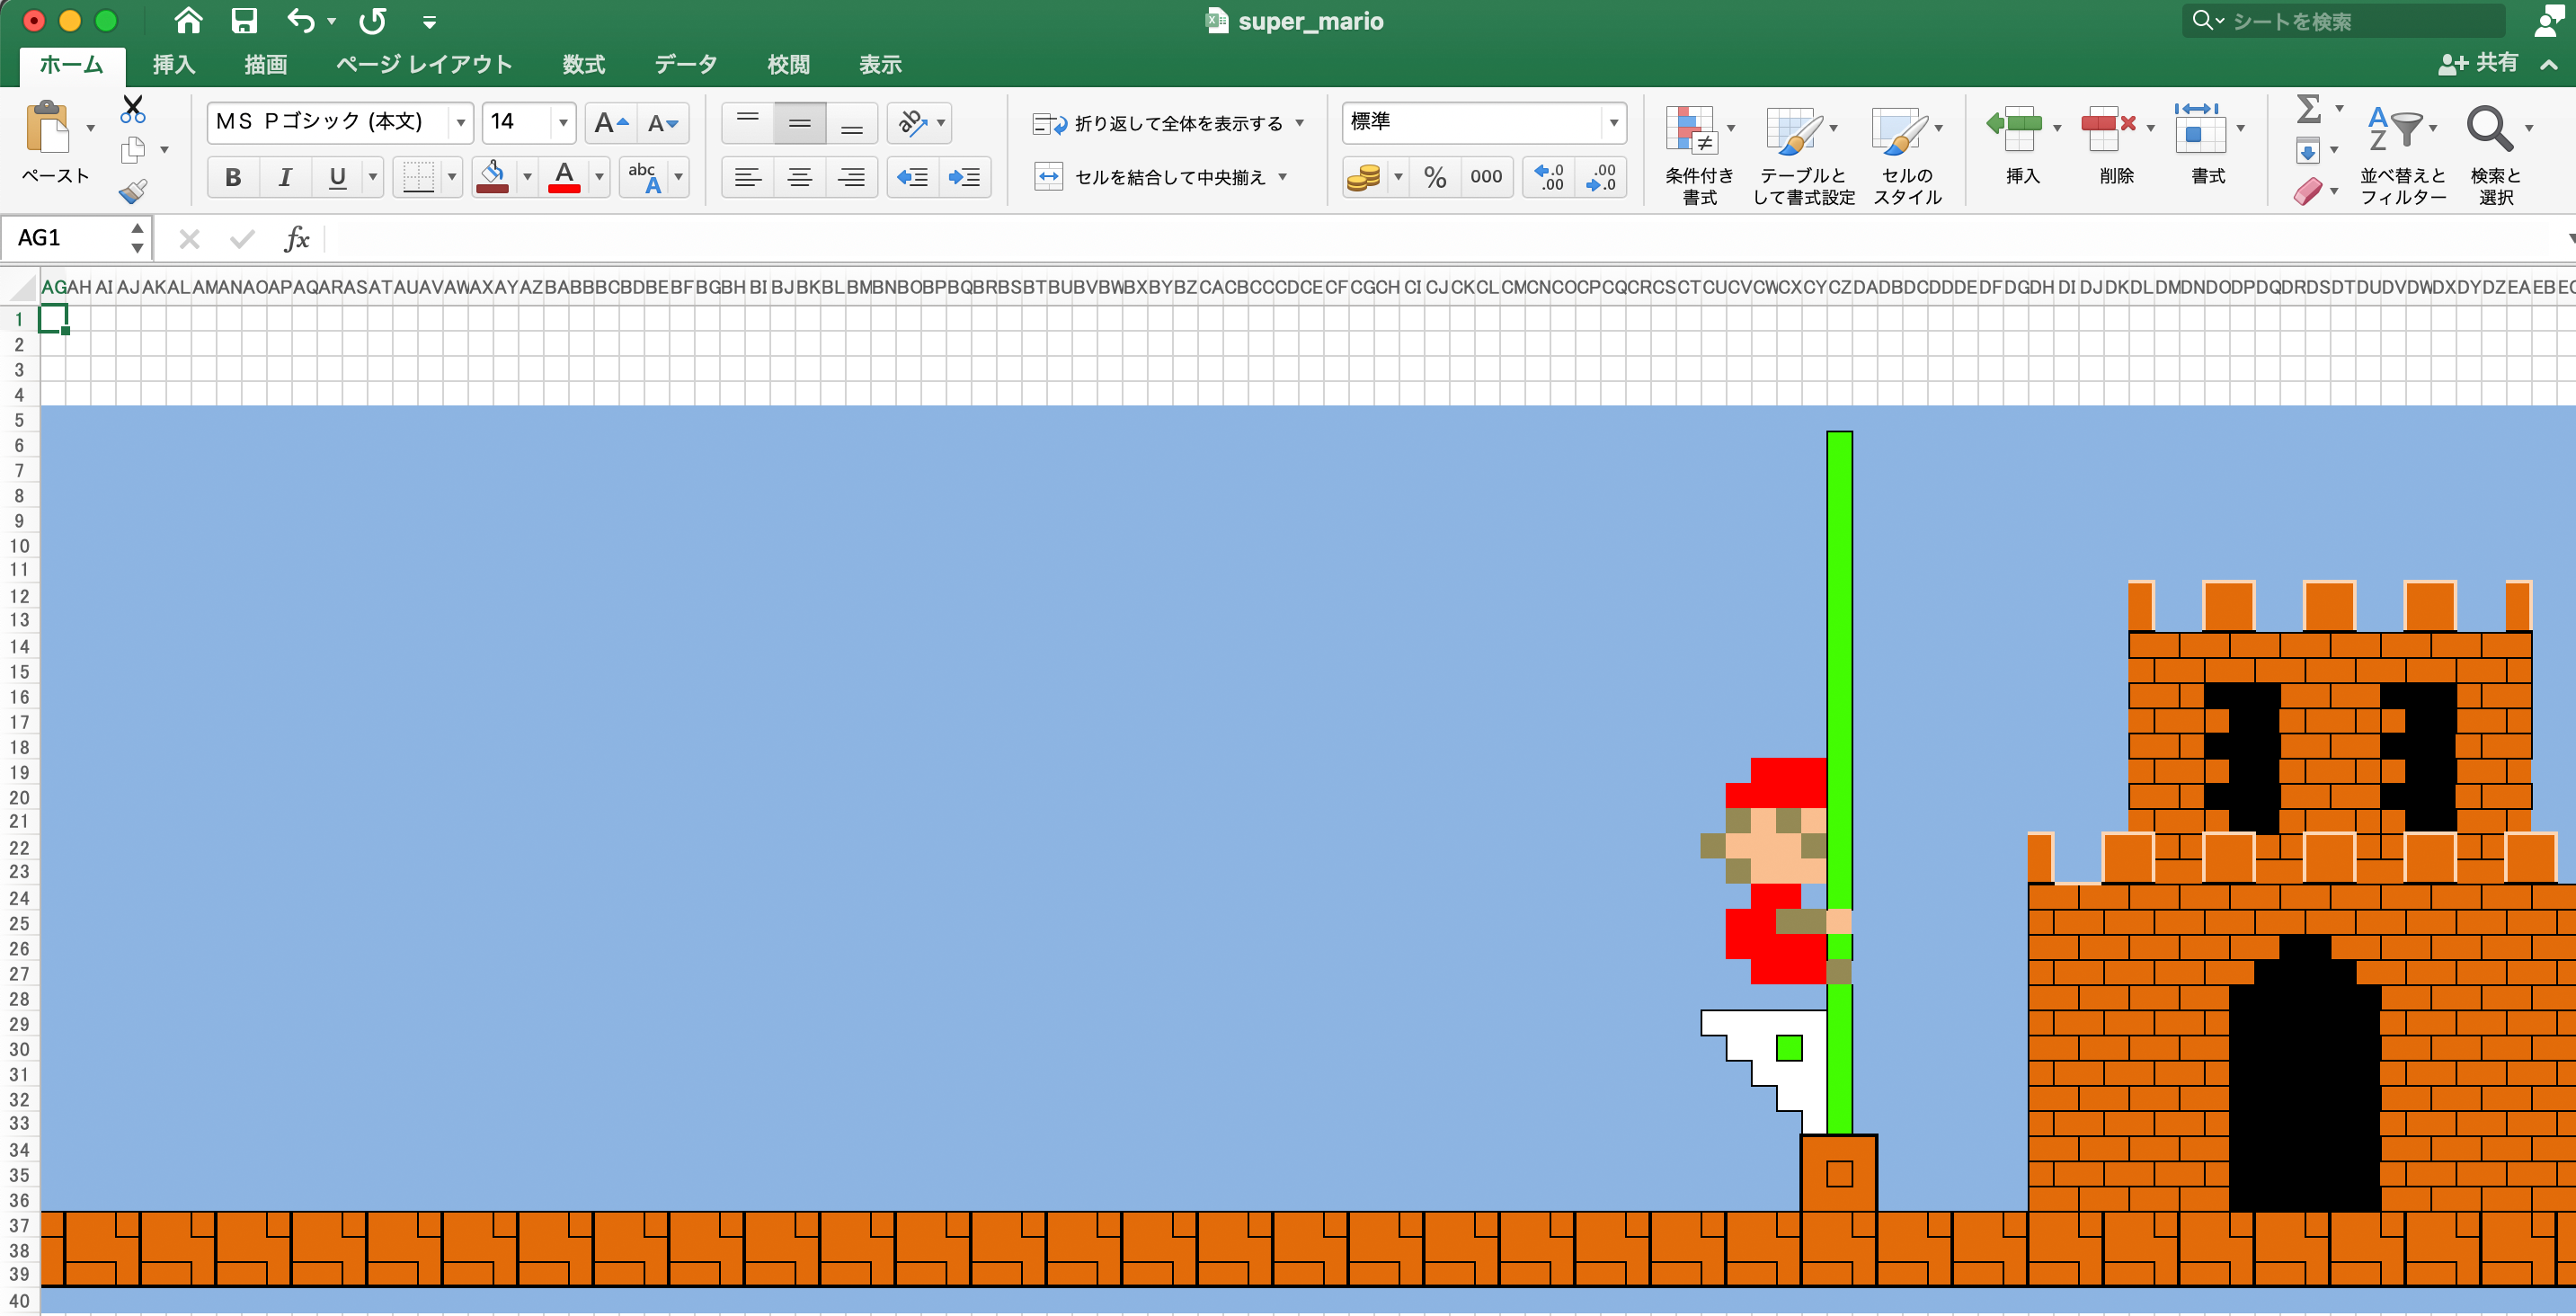 super_mario
シートを検索
ホーム 挿入 描画 ページ レイアウト 数式 データ 校閲 表示
共有
ペースト
MS Pゴシック (本文) 14 A A
B I U A abc A
ab
折り返して全体を表示する
セルを結合して中央揃え
標準
% 000 .0 .00 .00 .0
条件付き書式
テーブルとして書式設定
セルのスタイル
挿入
削除
書式
Σ
A Z
並べ替えとフィルター
検索と選択
AG1
fx
AG AH AI AJ AK AL AM AN AO AP AQ AR AS AT AU AV AW AX AY AZ BA BB BC BD BE BF BG BH BI BJ BK BL BM BN BO BP BQ BR BS BT BU BV BW BX BY BZ CA CB CC CD CE CF CG CH CI CJ CK CL CM CN CO CP CQ CR CS CT CU CV CW CX CY CZ DA DB DC DD DE DF DG DH DI DJ DK DL DM DN DO DP DQ DR DS DT DU DV DW DX DY DZ EA EB
1
2
3
4
5
6
7
8
9
10
11
12
13
14
15
16
17
18
19
20
21
22
23
24
25
26
27
28
29
30
31
32
33
34
35
36
37
38
39
40